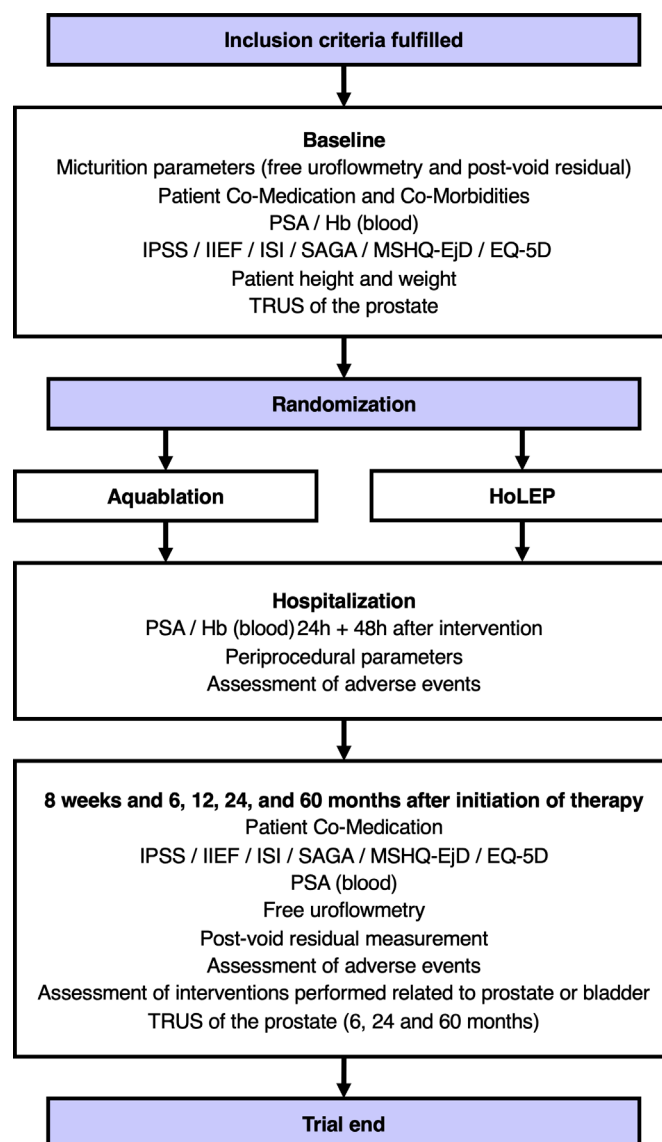 Inclusion criteria fulfilled
Baseline
Micturition parameters (free uroflowmetry and post-void residual)
Patient Co-Medication and Co-Morbidities
PSA / Hb (blood)
IPSS / IIEF / ISI / SAGA / MSHQ-EjD / EQ-5D
Patient height and weight
TRUS of the prostate
Randomization
Aquablation
HoLEP
Hospitalization
PSA / Hb (blood) 24h + 48h after intervention
Periprocedural parameters
Assessment of adverse events
8 weeks and 6, 12, 24, and 60 months after initiation of therapy
Patient Co-Medication
IPSS / IIEF / ISI / SAGA / MSHQ-EjD / EQ-5D
PSA (blood)
Free uroflowmetry
Post-void residual measurement
Assessment of adverse events
Assessment of interventions performed related to prostate or bladder
TRUS of the prostate (6, 24 and 60 months)
Trial end